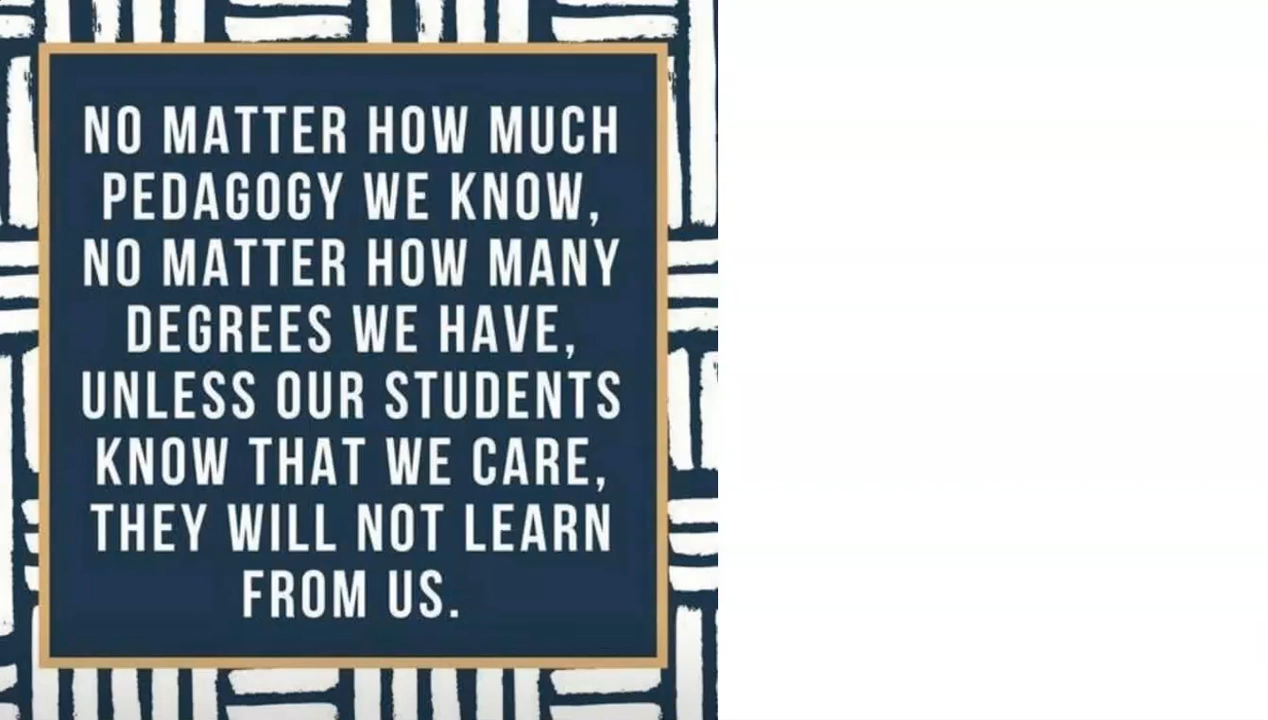 NO MATTER HOW MUCH
PEDAGOGY WE KNOW,
NO MATTER HOW MANY
DEGREES WE HAVE,
UNLESS OUR STUDENTS
KNOW THAT WE CARE,
THEY WILL NOT LEARN
FROM US.